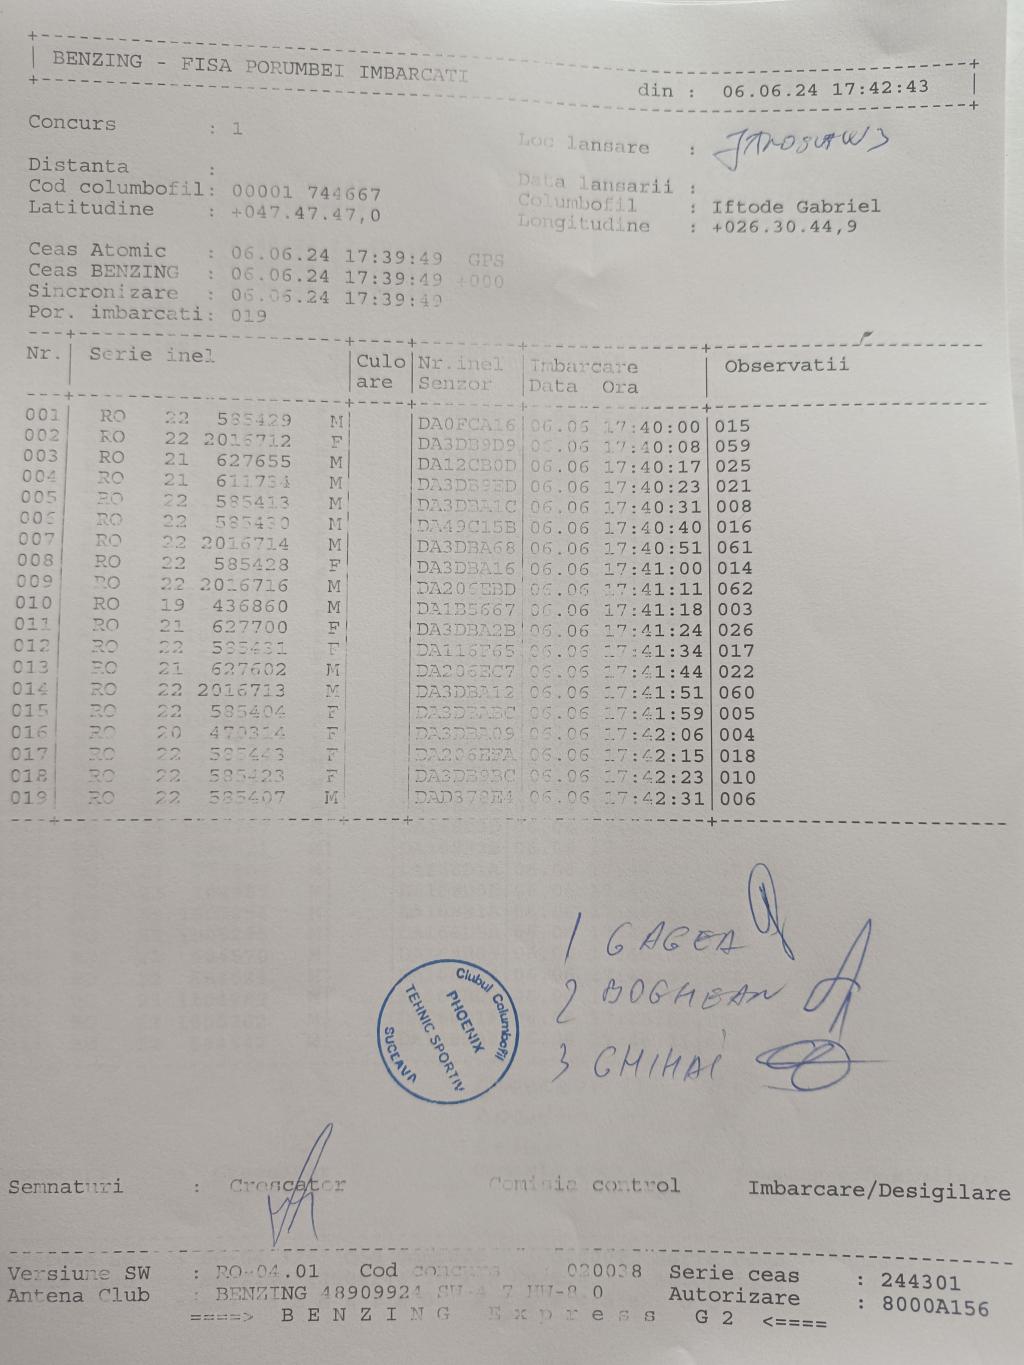 BENZING - FISA PORUMBEI IMBARCATI din : 06.06.24 17:42:43
Concurs : 1 Loc lansare : JAROSLAW 3
Distanta : Data lansarii :
Cod columbofil: 00001 744667 Columbofil : Iftode Gabriel
Latitudine : +047.47.47,0 Longitudine : +026.30.44,9
Ceas Atomic : 06.06.24 17:39:49 GPS
Ceas BENZING : 06.06.24 17:39:49 +000
Sincronizare : 06.06.24 17:39:49
Por. imbarcati: 019
Nr. Serie inel Culo Nr.inel Imbarcare Observatii
are Senzor Data Ora
001 RO 22 585429 M DA0FCA16 06.06 17:40:00 015
002 RO 22 2016712 F DA3DB9D9 06.06 17:40:08 059
003 RO 21 627655 M DA12CB0D 06.06 17:40:17 025
004 RO 21 611734 M DA3DB9ED 06.06 17:40:23 021
005 RO 22 585413 M DA3DBA1C 06.06 17:40:31 008
006 RO 22 585430 M DA49C15B 06.06 17:40:40 016
007 RO 22 2016714 M DA3DBA68 06.06 17:40:51 061
008 RO 22 585428 F DA3DBA16 06.06 17:41:00 014
009 RO 22 2016716 M DA206EBD 06.06 17:41:11 062
010 RO 19 436860 M DA1B5667 06.06 17:41:18 003
011 RO 21 627700 F DA3DBA2B 06.06 17:41:24 026
012 RO 22 585431 F DA116F65 06.06 17:41:34 017
013 RO 21 627602 M DA206EC7 06.06 17:41:44 022
014 RO 22 2016713 M DA3DBA12 06.06 17:41:51 060
015 RO 22 585404 F DA3DBABC 06.06 17:41:59 005
016 RO 20 470314 F DA3DBA09 06.06 17:42:06 004
017 RO 22 585443 F DA206EFA 06.06 17:42:15 018
018 RO 22 585423 F DA3DB9BC 06.06 17:42:23 010
019 RO 22 585407 M DAD378E4 06.06 17:42:31 006
1 GAGEA
2 BOGHEAN
3 GHIHAI
Clubul Columbofil
PHOENIX
TEHNIC SPORTIV
SUCEAVA
Semnaturi : Crescator Comisia control Imbarcare/Desigilare
Versiune SW : RO-04.01 Cod concurs : 020038 Serie ceas : 244301
Antena Club : BENZING 48909924 SW-4.7 HW-8.0 Autorizare : 8000A156
====> B E N Z I N G E x p r e s s G 2 <====